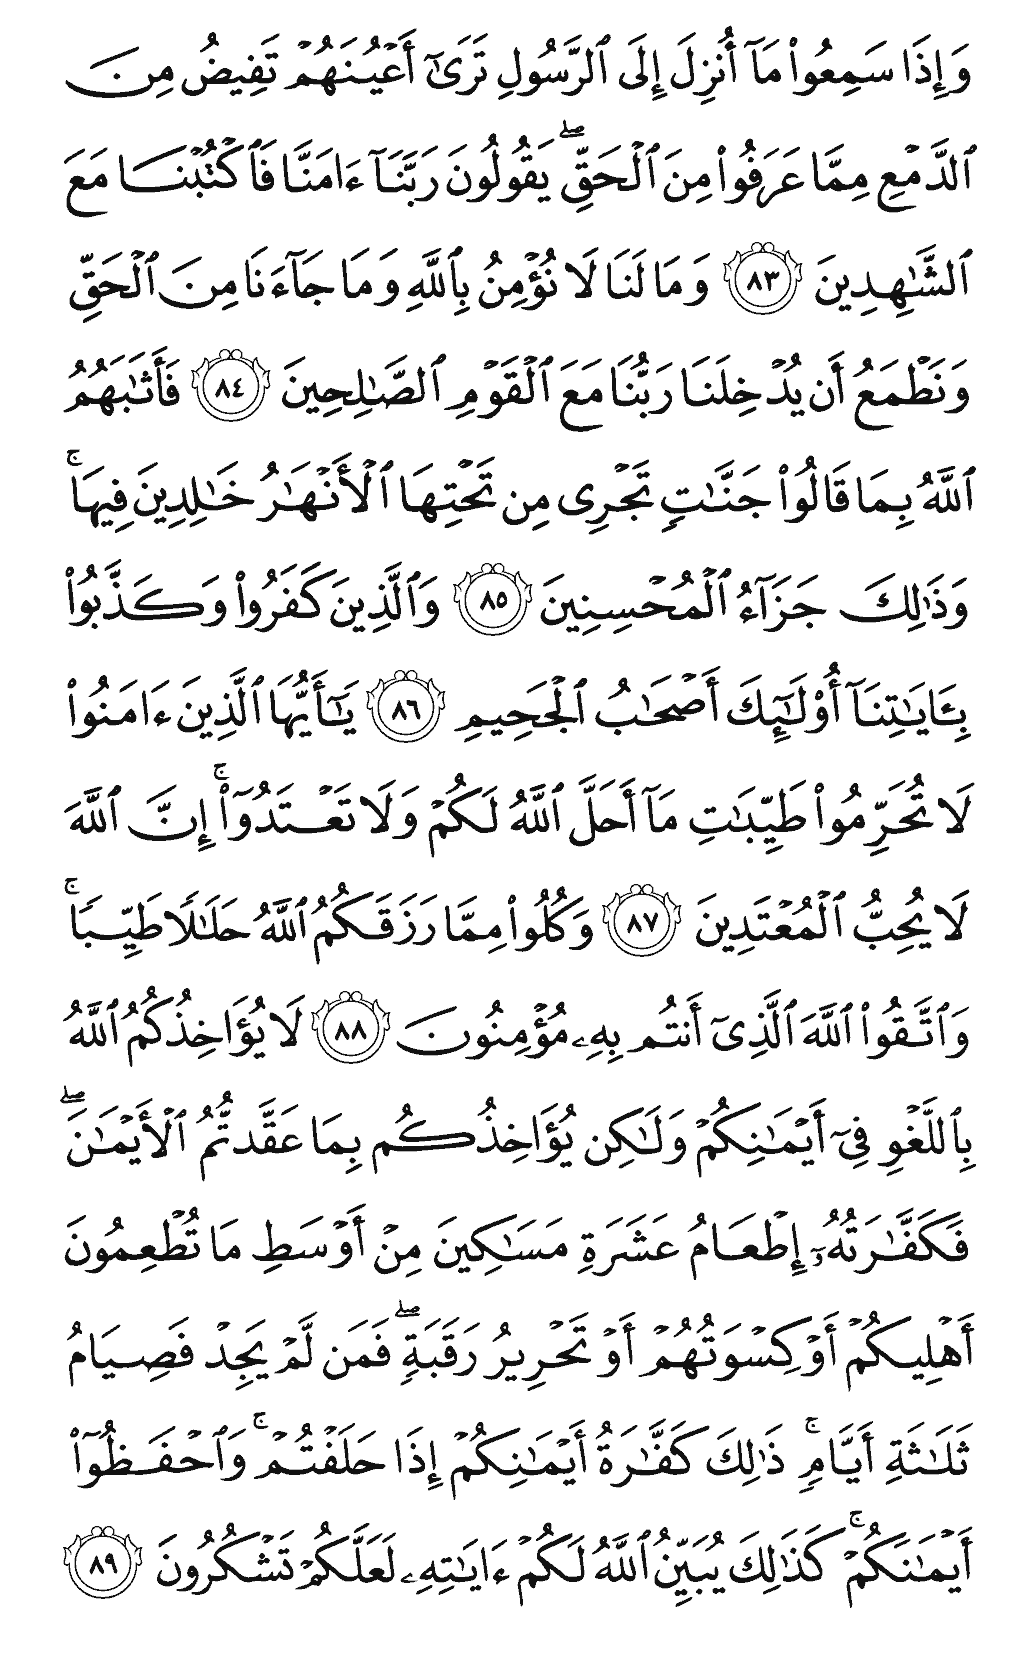 وَإِذَا سَمِعُوا۟ مَآ أُنزِلَ إِلَى ٱلرَّسُولِ تَرَىٰٓ أَعۡيُنَهُمۡ تَفِيضُ مِنَ
ٱلدَّمۡعِ مِمَّا عَرَفُوا۟ مِنَ ٱلۡحَقِّۖ يَقُولُونَ رَبَّنَآ ءَامَنَّا فَٱكۡتُبۡنَا مَعَ
ٱلشَّـٰهِدِينَ ٨٣ وَمَا لَنَا لَا نُؤۡمِنُ بِٱللَّهِ وَمَا جَآءَنَا مِنَ ٱلۡحَقِّ
وَنَطۡمَعُ أَن يُدۡخِلَنَا رَبُّنَا مَعَ ٱلۡقَوۡمِ ٱلصَّـٰلِحِينَ ٨٤ فَأَثَـٰبَهُمُ
ٱللَّهُ بِمَا قَالُوا۟ جَنَّـٰتٍ تَجۡرِى مِن تَحۡتِهَا ٱلۡأَنۡهَـٰرُ خَـٰلِدِينَ فِيهَاۚ
وَذَٰلِكَ جَزَآءُ ٱلۡمُحۡسِنِينَ ٨٥ وَٱلَّذِينَ كَفَرُوا۟ وَكَذَّبُوا۟
بِـَٔايَـٰتِنَآ أُو۟لَـٰٓئِكَ أَصۡحَـٰبُ ٱلۡجَحِيمِ ٨٦ يَـٰٓأَيُّهَا ٱلَّذِينَ ءَامَنُوا۟
لَا تُحَرِّمُوا۟ طَيِّبَـٰتِ مَآ أَحَلَّ ٱللَّهُ لَكُمۡ وَلَا تَعۡتَدُوٓا۟ۚ إِنَّ ٱللَّهَ
لَا يُحِبُّ ٱلۡمُعۡتَدِينَ ٨٧ وَكُلُوا۟ مِمَّا رَزَقَكُمُ ٱللَّهُ حَلَـٰلًا طَيِّبًاۚ
وَٱتَّقُوا۟ ٱللَّهَ ٱلَّذِىٓ أَنتُم بِهِۦ مُؤۡمِنُونَ ٨٨ لَا يُؤَاخِذُكُمُ ٱللَّهُ
بِٱللَّغۡوِ فِىٓ أَيۡمَـٰنِكُمۡ وَلَـٰكِن يُؤَاخِذُكُم بِمَا عَقَّدتُّمُ ٱلۡأَيۡمَـٰنَۖ
فَكَفَّـٰرَتُهُۥٓ إِطۡعَامُ عَشَرَةِ مَسَـٰكِينَ مِنۡ أَوۡسَطِ مَا تُطۡعِمُونَ
أَهۡلِيكُمۡ أَوۡ كِسۡوَتُهُمۡ أَوۡ تَحۡرِيرُ رَقَبَةٍۖ فَمَن لَّمۡ يَجِدۡ فَصِيَامُ
ثَلَـٰثَةِ أَيَّامٍۚ ذَٰلِكَ كَفَّـٰرَةُ أَيۡمَـٰنِكُمۡ إِذَا حَلَفۡتُمۡۚ وَٱحۡفَظُوٓا۟
أَيۡمَـٰنَكُمۡۚ كَذَٰلِكَ يُبَيِّنُ ٱللَّهُ لَكُمۡ ءَايَـٰتِهِۦ لَعَلَّكُمۡ تَشۡكُرُونَ ٨٩